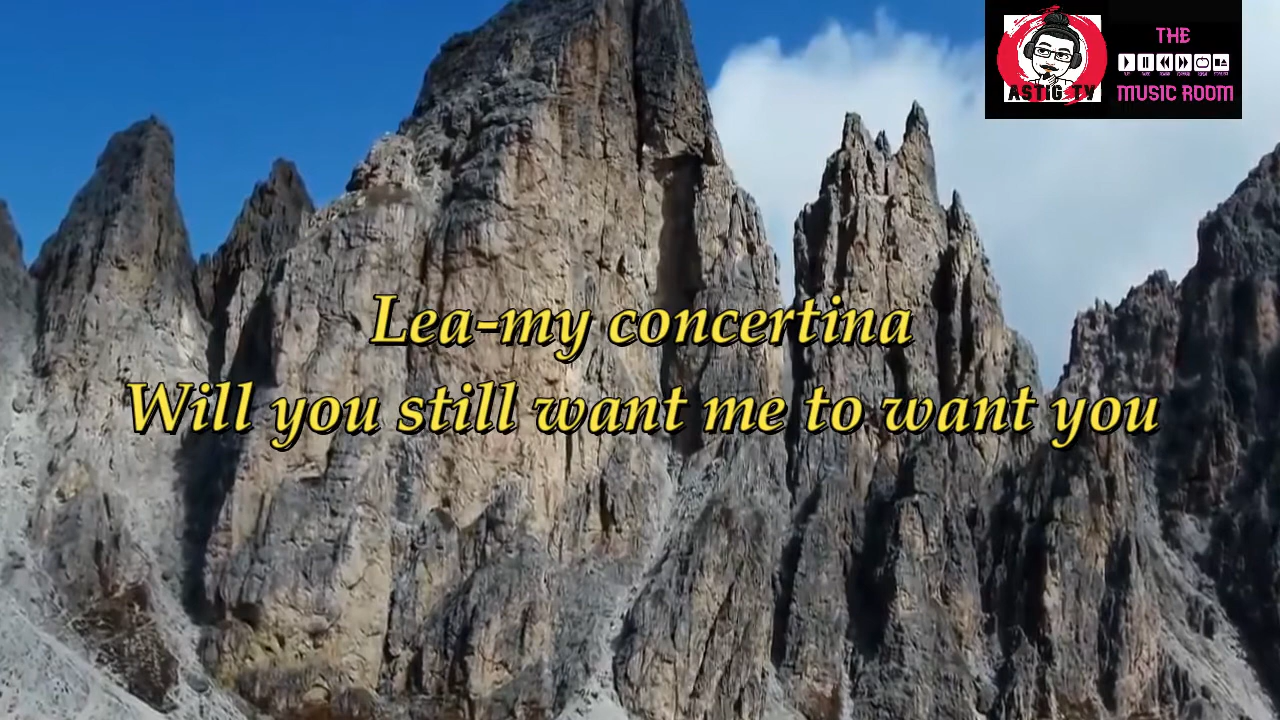 ASTIG TV
THE
MUSIC ROOM
Lea-my concertina
Will you still want me to want you